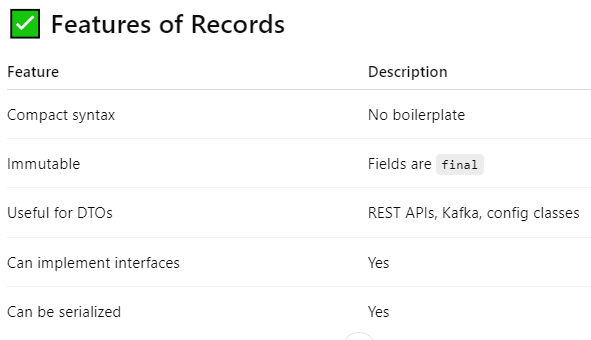 ✅ Features of Records
Feature Description
Compact syntax No boilerplate
Immutable Fields are final
Useful for DTOs REST APIs, Kafka, config classes
Can implement interfaces Yes
Can be serialized Yes